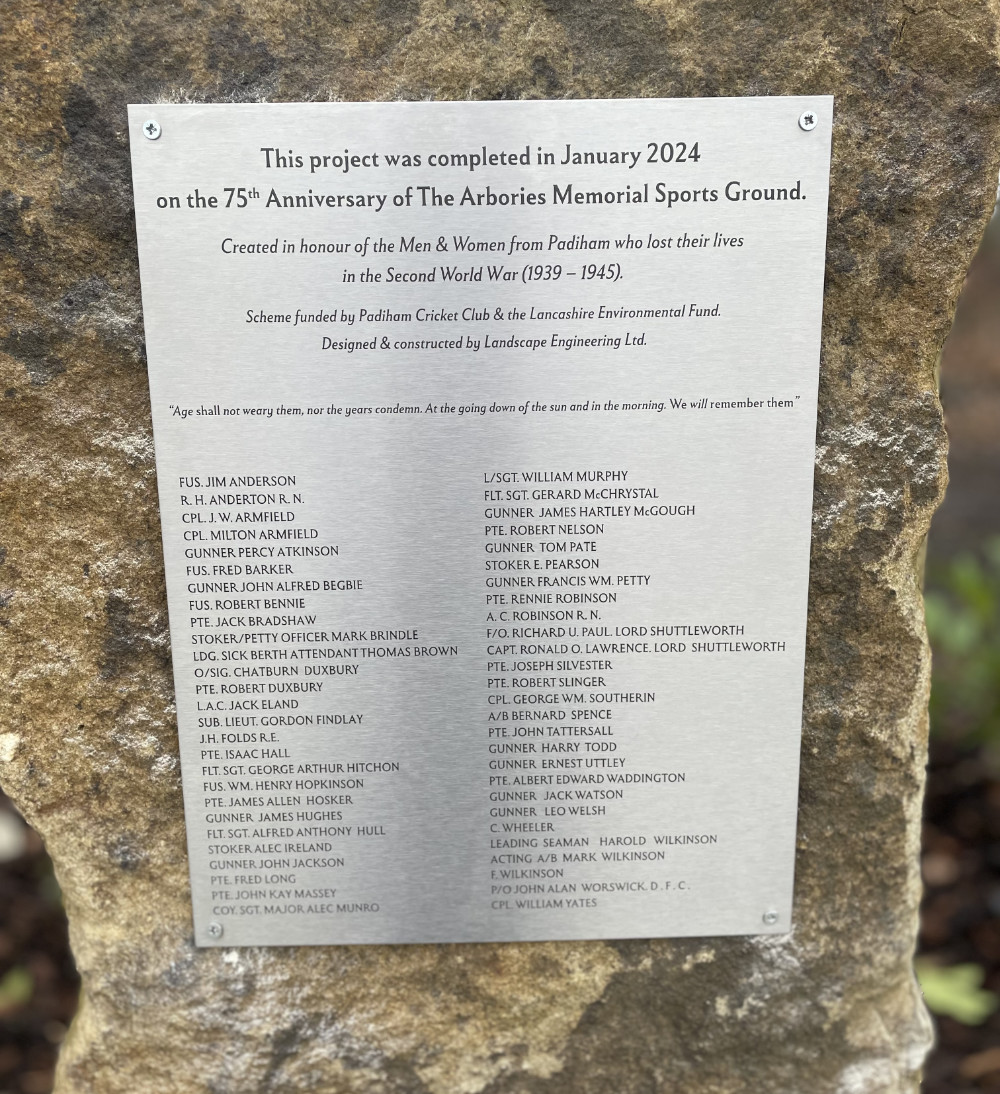 This project was completed in January 2024
on the 75th Anniversary of The Arbories Memorial Sports Ground.
Created in honour of the Men & Women from Padiham who lost their lives
in the Second World War (1939 – 1945).
Scheme funded by Padiham Cricket Club & the Lancashire Environmental Fund.
Designed & constructed by Landscape Engineering Ltd.
"Age shall not weary them, nor the years condemn. At the going down of the sun and in the morning. We will remember them"
FUS. JIM ANDERSON
R. H. ANDERTON R. N.
CPL. J. W. ARMFIELD
CPL. MILTON ARMFIELD
GUNNER PERCY ATKINSON
FUS. FRED BARKER
GUNNER JOHN ALFRED BEGBIE
FUS. ROBERT BENNIE
PTE. JACK BRADSHAW
STOKER/PETTY OFFICER MARK BRINDLE
LDG. SICK BERTH ATTENDANT THOMAS BROWN
O/SIG. CHATBURN DUXBURY
PTE. ROBERT DUXBURY
L.A.C. JACK ELAND
SUB. LIEUT. GORDON FINDLAY
J.H. FOLDS R.E.
PTE. ISAAC HALL
FLT. SGT. GEORGE ARTHUR HITCHON
FUS. WM. HENRY HOPKINSON
PTE. JAMES ALLEN HOSKER
GUNNER JAMES HUGHES
FLT. SGT. ALFRED ANTHONY HULL
STOKER ALEC IRELAND
GUNNER JOHN JACKSON
PTE. FRED LONG
PTE. JOHN KAY MASSEY
COY. SGT. MAJOR ALEC MUNRO
L/SGT. WILLIAM MURPHY
FLT. SGT. GERARD McCHRYSTAL
GUNNER JAMES HARTLEY McGOUGH
PTE. ROBERT NELSON
GUNNER TOM PATE
STOKER E. PEARSON
GUNNER FRANCIS WM. PETTY
PTE. RENNIE ROBINSON
A. C. ROBINSON R. N.
F/O. RICHARD U. PAUL. LORD SHUTTLEWORTH
CAPT. RONALD O. LAWRENCE. LORD SHUTTLEWORTH
PTE. JOSEPH SILVESTER
PTE. ROBERT SLINGER
CPL. GEORGE WM. SOUTHERIN
A/B BERNARD SPENCE
PTE. JOHN TATTERSALL
GUNNER HARRY TODD
GUNNER ERNEST UTTLEY
PTE. ALBERT EDWARD WADDINGTON
GUNNER JACK WATSON
GUNNER LEO WELSH
C. WHEELER
LEADING SEAMAN HAROLD WILKINSON
ACTING A/B MARK WILKINSON
F. WILKINSON
P/O JOHN ALAN WORSWICK. D. F. C.
CPL. WILLIAM YATES